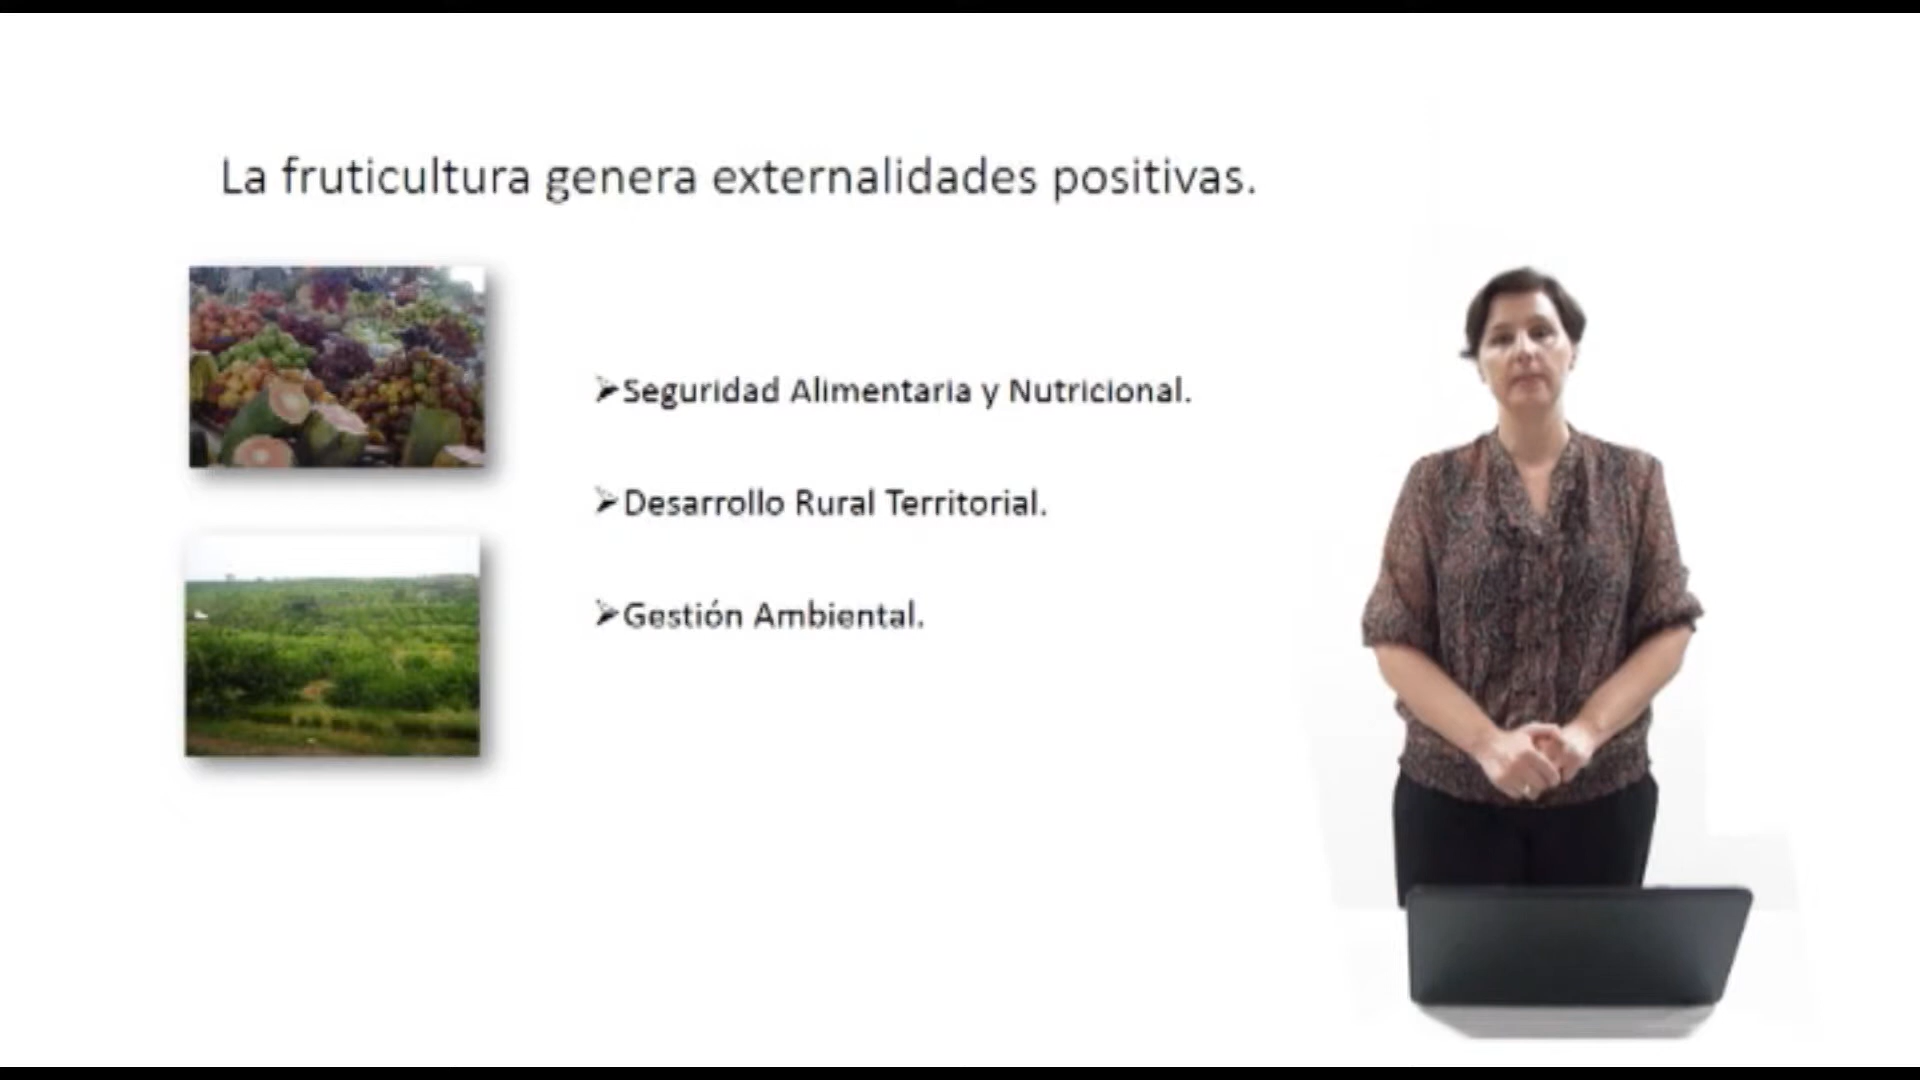 La fruticultura genera externalidades positivas.
➢Seguridad Alimentaria y Nutricional.
➢Desarrollo Rural Territorial.
➢Gestión Ambiental.